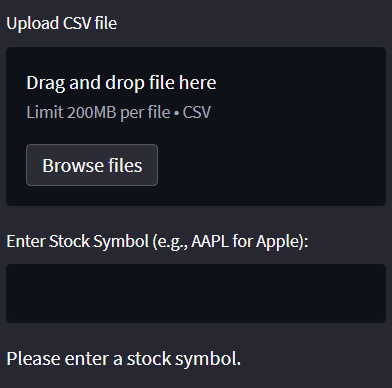 Upload CSV file
Drag and drop file here
Limit 200MB per file • CSV
Browse files
Enter Stock Symbol (e.g., AAPL for Apple):
Please enter a stock symbol.